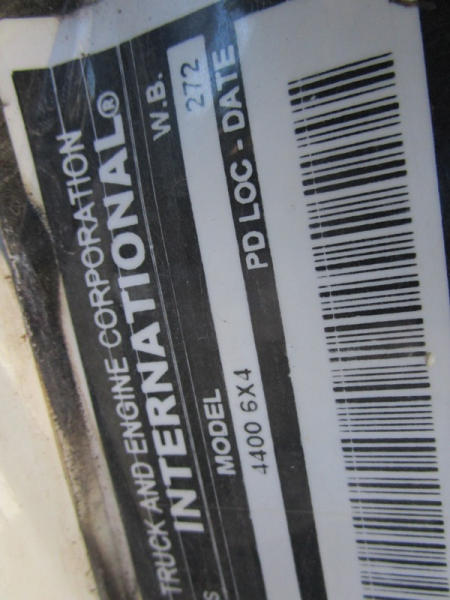 TRUCK AND ENGINE CORPORATION
INTERNATIONAL®
MODEL W.B.
4400 6X4 272
PD LOC - DATE